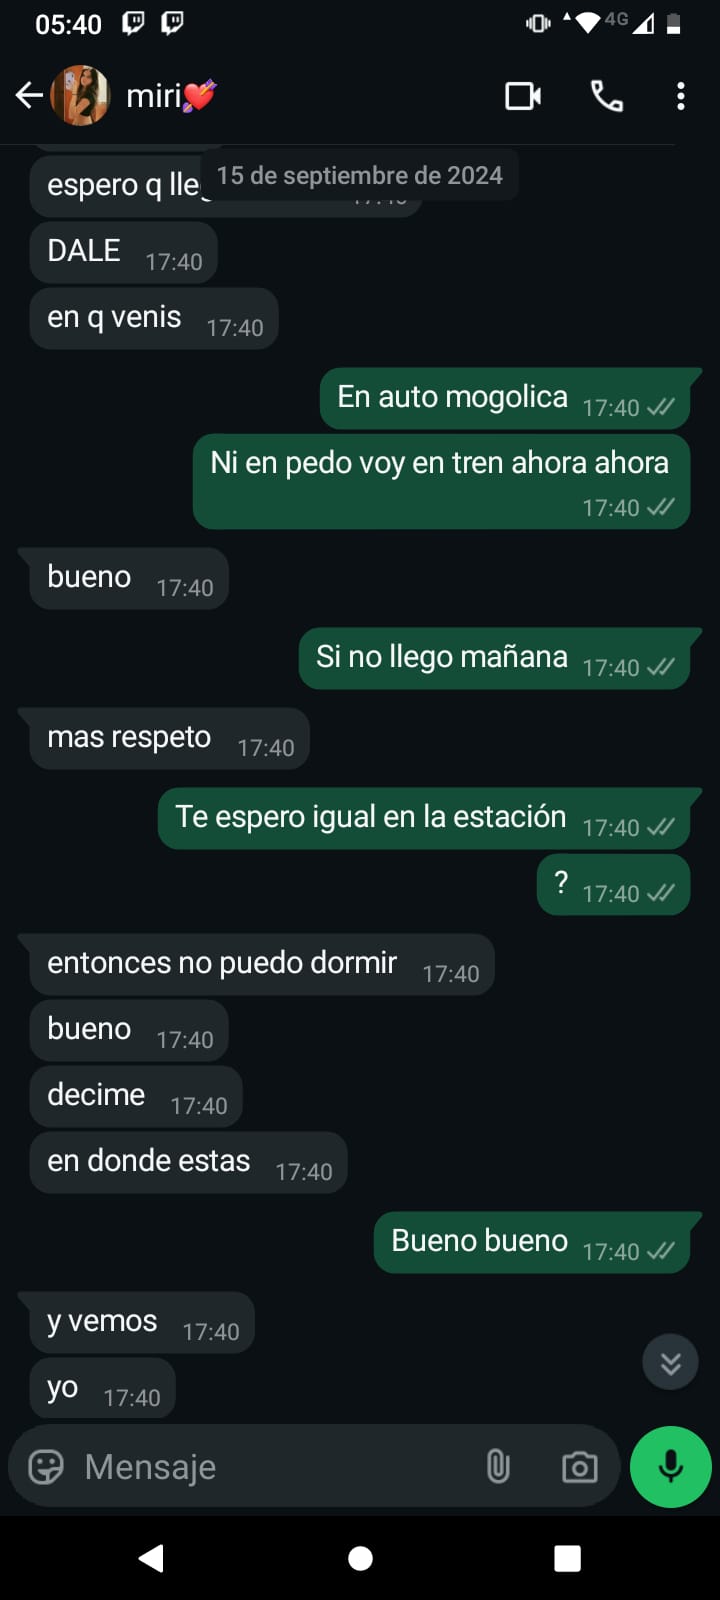 05:40
4G
miri
15 de septiembre de 2024
espero q lle
DALE 17:40
en q venis 17:40
En auto mogolica 17:40
Ni en pedo voy en tren ahora ahora
17:40
bueno 17:40
Si no llego mañana 17:40
mas respeto 17:40
Te espero igual en la estación 17:40
? 17:40
entonces no puedo dormir 17:40
bueno 17:40
decime 17:40
en donde estas 17:40
Bueno bueno 17:40
y vemos 17:40
yo 17:40
Mensaje